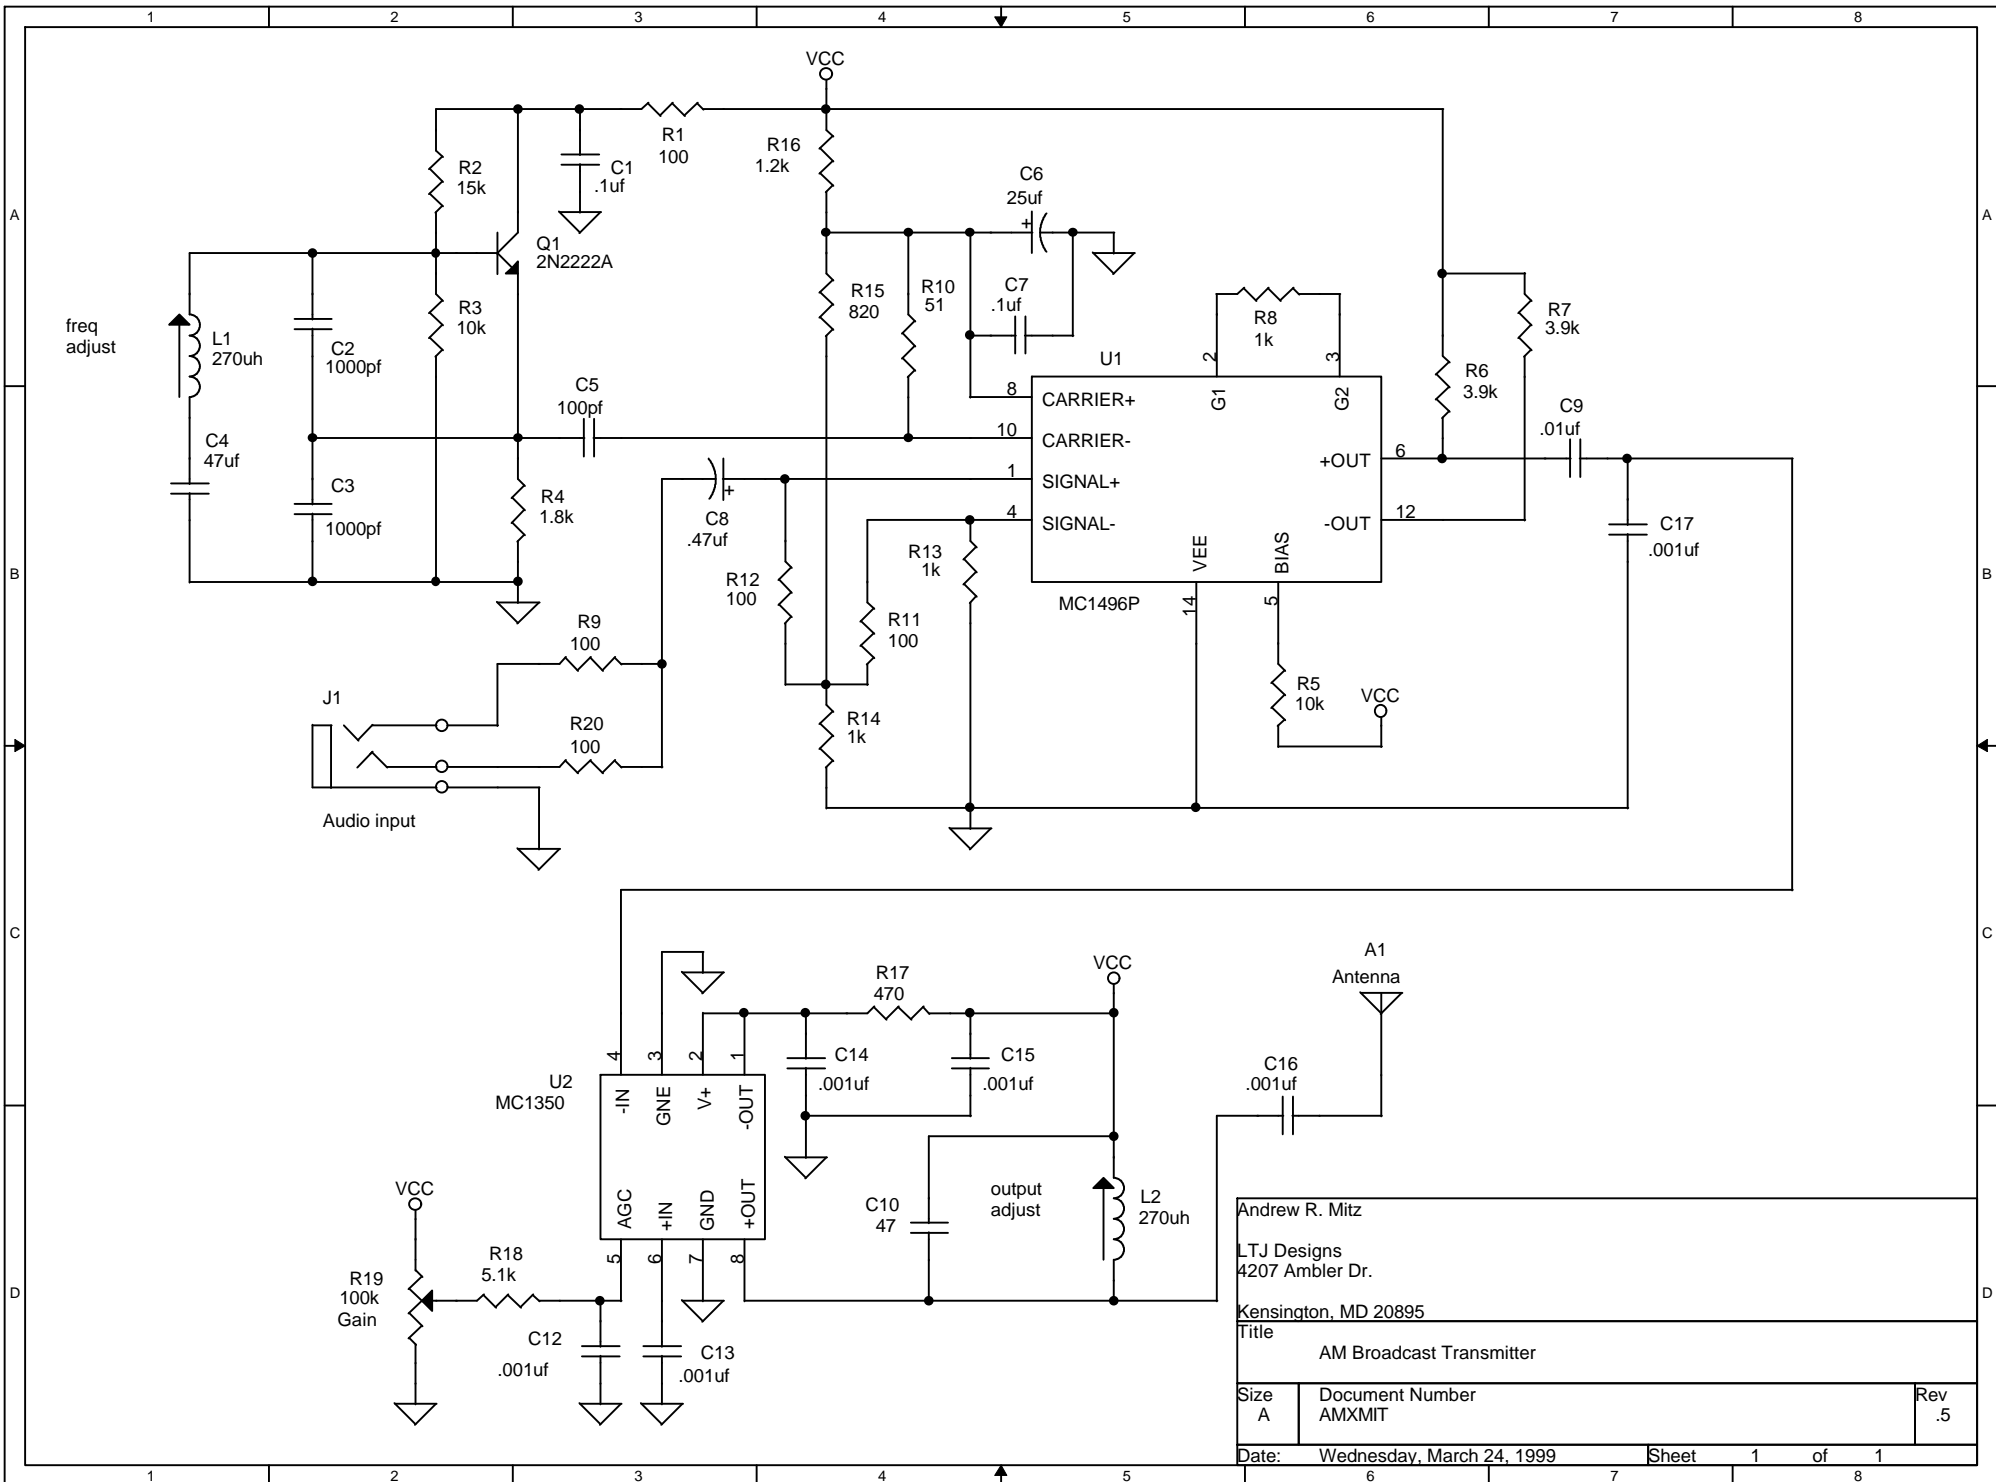 1 2 3 4 5 6 7 8
A
B
C
D
A
B
C
D
VCC
R1
100
R16
1.2k
R2
15k
C1
.1uf
C6
25uf
Q1
2N2222A
R15
820
R10
51
C7
.1uf
R8
1k
R7
3.9k
freq
adjust
L1
270uh
C2
1000pf
R3
10k
U1
2
3
R6
3.9k
C5
100pf
8
CARRIER+
G1
G2
C9
.01uf
C4
47uf
10
CARRIER-
+OUT
6
C3
1000pf
R4
1.8k
1
SIGNAL+
C8
.47uf
+
4
SIGNAL-
-OUT
12
C17
.001uf
R13
1k
VEE
BIAS
R12
100
MC1496P
14
5
R9
100
R11
100
J1
R20
100
R14
1k
R5
10k
VCC
Audio input
A1
Antenna
VCC
R17
470
4
3
2
1
C14
.001uf
C15
.001uf
C16
.001uf
U2
MC1350
-IN
GNE
V+
-OUT
VCC
AGC
+IN
GND
+OUT
5
6
7
8
C10
47
output
adjust
L2
270uh
R18
5.1k
R19
100k
Gain
C12
.001uf
C13
.001uf
Andrew R. Mitz
LTJ Designs
4207 Ambler Dr.
Kensington, MD 20895
Title
AM Broadcast Transmitter
Size
A
Document Number
AMXMIT
Rev
.5
Date: Wednesday, March 24, 1999 Sheet 1 of 1
1 2 3 4 5 6 7 8